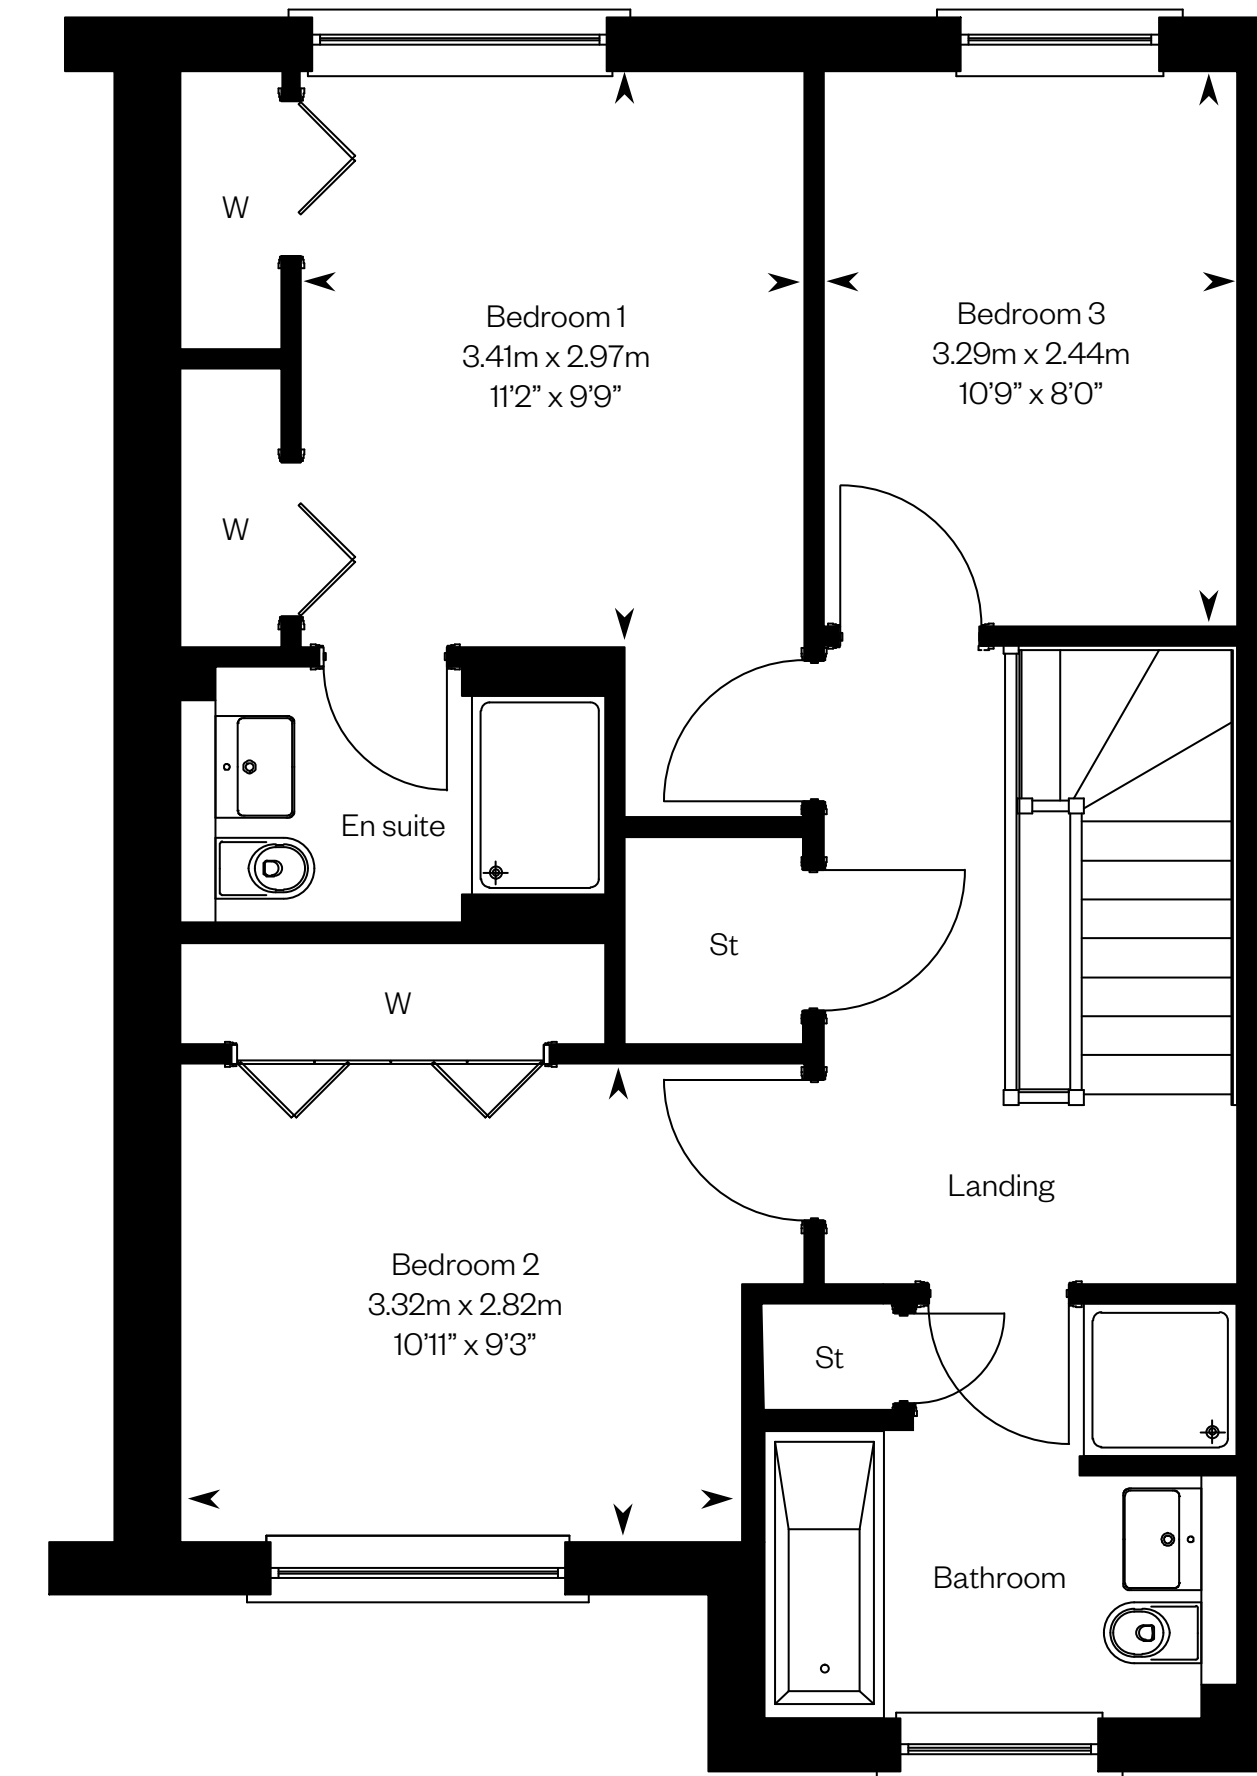 W
Bedroom 1
3.41m x 2.97m
11’2” x 9’9”
Bedroom 3
3.29m x 2.44m
10’9” x 8’0”
W
En suite
St
W
Landing
Bedroom 2
3.32m x 2.82m
10’11” x 9’3”
St
Bathroom